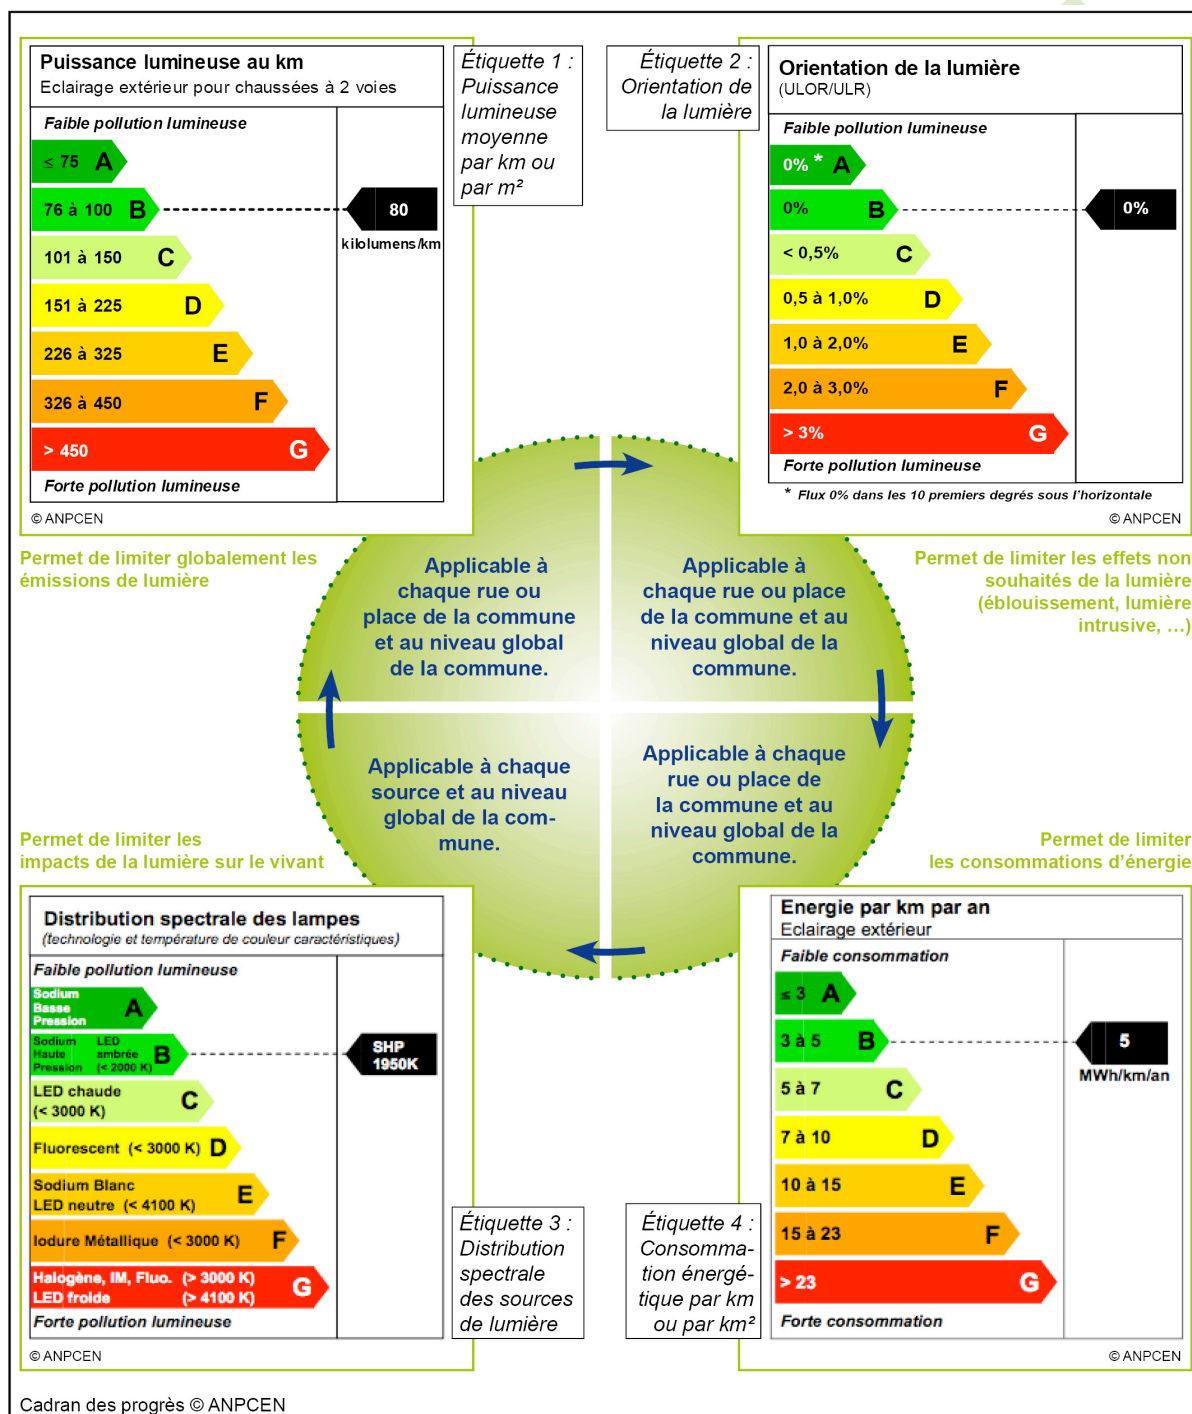 Puissance lumineuse au km
Eclairage extérieur pour chaussées à 2 voies
Faible pollution lumineuse
≤ 75 A
76 à 100 B
80
kilolumens/km
101 à 150 C
151 à 225 D
226 à 325 E
326 à 450 F
> 450 G
Forte pollution lumineuse
© ANPCEN
Étiquette 1 :
Puissance
lumineuse
moyenne
par km ou
par m²
Étiquette 2 :
Orientation de
la lumière
Orientation de la lumière
(ULOR/ULR)
Faible pollution lumineuse
0% * A
0% B
0%
< 0,5% C
0,5 à 1,0% D
1,0 à 2,0% E
2,0 à 3,0% F
> 3% G
Forte pollution lumineuse
* Flux 0% dans les 10 premiers degrés sous l'horizontale
© ANPCEN
Permet de limiter globalement les
émissions de lumière
Permet de limiter les effets non
souhaités de la lumière
(éblouissement, lumière
intrusive, ...)
Applicable à
chaque rue ou
place de la commune
et au niveau global
de la commune.
Applicable à
chaque rue ou place
de la commune et au
niveau global de la
commune.
Applicable à chaque
source et au niveau
global de la com-
mune.
Applicable à chaque
rue ou place de
la commune et au
niveau global de la
commune.
Permet de limiter les
impacts de la lumière sur le vivant
Permet de limiter
les consommations d'énergie
Distribution spectrale des lampes
(technologie et température de couleur caractéristiques)
Faible pollution lumineuse
Sodium
Basse
Pression
A
Sodium LED
Haute ambrée
Pression (< 2000 K)
B
SHP
1950K
LED chaude
(< 3000 K)
C
Fluorescent (< 3000 K) D
Sodium Blanc
LED neutre (< 4100 K)
E
Iodure Métallique (< 3000 K) F
Halogène, IM, Fluo. (> 3000 K)
LED froide (> 4100 K)
G
Forte pollution lumineuse
© ANPCEN
Étiquette 3 :
Distribution
spectrale
des sources
de lumière
Étiquette 4 :
Consomma-
tion énergé-
tique par km
ou par km²
Energie par km par an
Eclairage extérieur
Faible consommation
≤ 3 A
3 à 5 B
5
MWh/km/an
5 à 7 C
7 à 10 D
10 à 15 E
15 à 23 F
> 23 G
Forte consommation
© ANPCEN
Cadran des progrès © ANPCEN